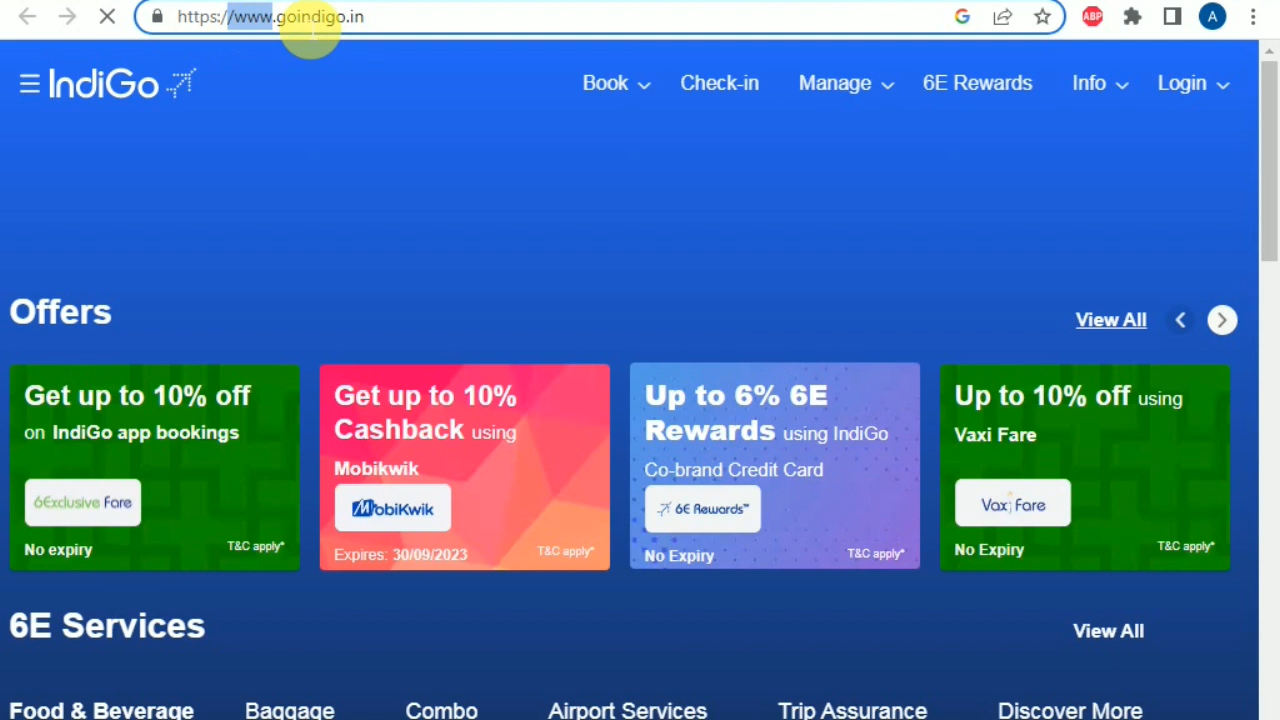 https://www.goindigo.in
ABP
A
IndiGo
Book
Check-in
Manage
6E Rewards
Info
Login
Offers
View All
Get up to 10% off
on IndiGo app bookings
6Exclusive Fare
No expiry
T&C apply*
Get up to 10%
Cashback using
Mobikwik
MobiKwik
Expires: 30/09/2023
T&C apply*
Up to 6% 6E
Rewards using IndiGo
Co-brand Credit Card
6E Rewards™
No Expiry
T&C apply*
Up to 10% off using
Vaxi Fare
Vaxi Fare
No Expiry
T&C apply*
6E Services
View All
Food & Beverage
Baggage
Combo
Airport Services
Trip Assurance
Discover More